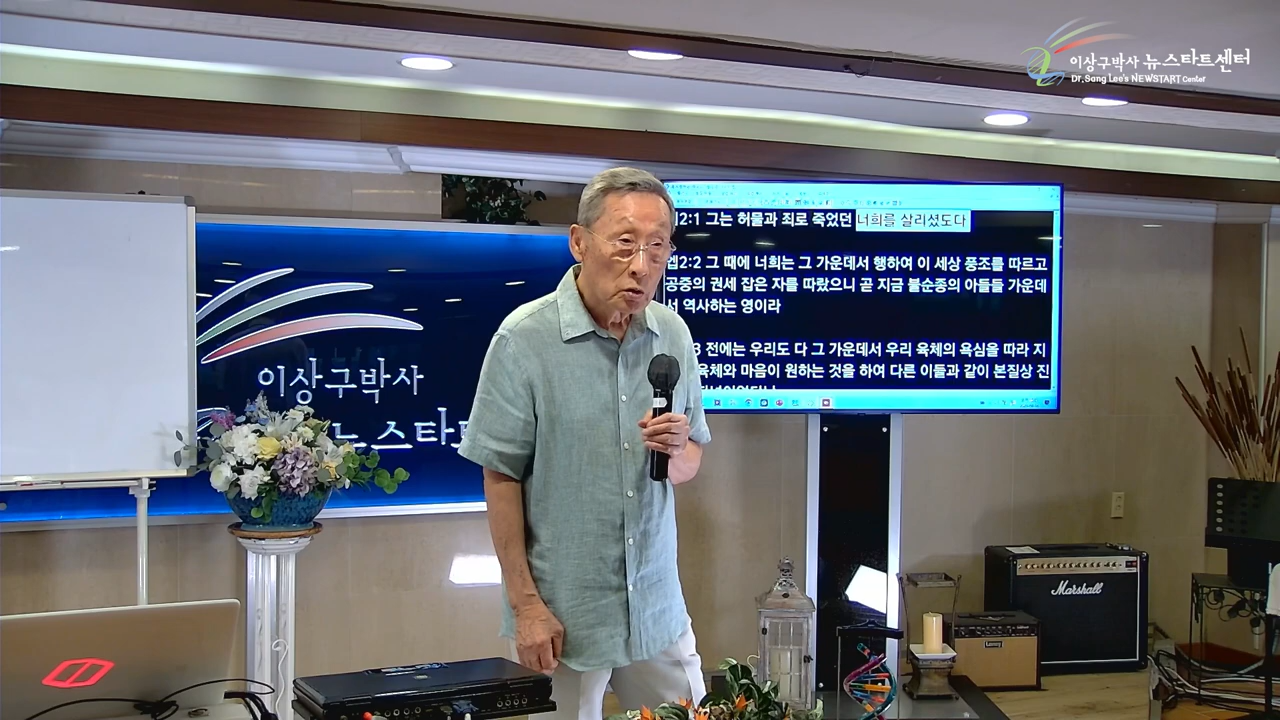 이상구박사 뉴스타트센터
Dr. Sang Lee's NEWSTART Center
2:1 그는 허물과 죄로 죽었던 너희를 살리셨도다
엡2:2 그 때에 너희는 그 가운데서 행하여 이 세상 풍조를 따르고
공중의 권세 잡은 자를 따랐으니 곧 지금 불순종의 아들들 가운데
서 역사하는 영이라
3 전에는 우리도 다 그 가운데서 우리 육체의 욕심을 따라 지
육체와 마음이 원하는 것을 하여 다른 이들과 같이 본질상 진
이상구박사
뉴스타트
Marshall
Laney